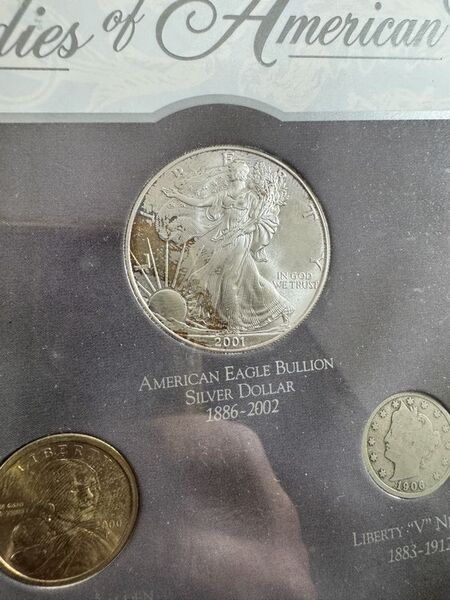 dies of American
LIBERTY
IN GOD
WE TRUST
2001
AMERICAN EAGLE BULLION
SILVER DOLLAR
1886-2002
LIBERTY
2000
1906
LIBERTY "V" N
1883-1912